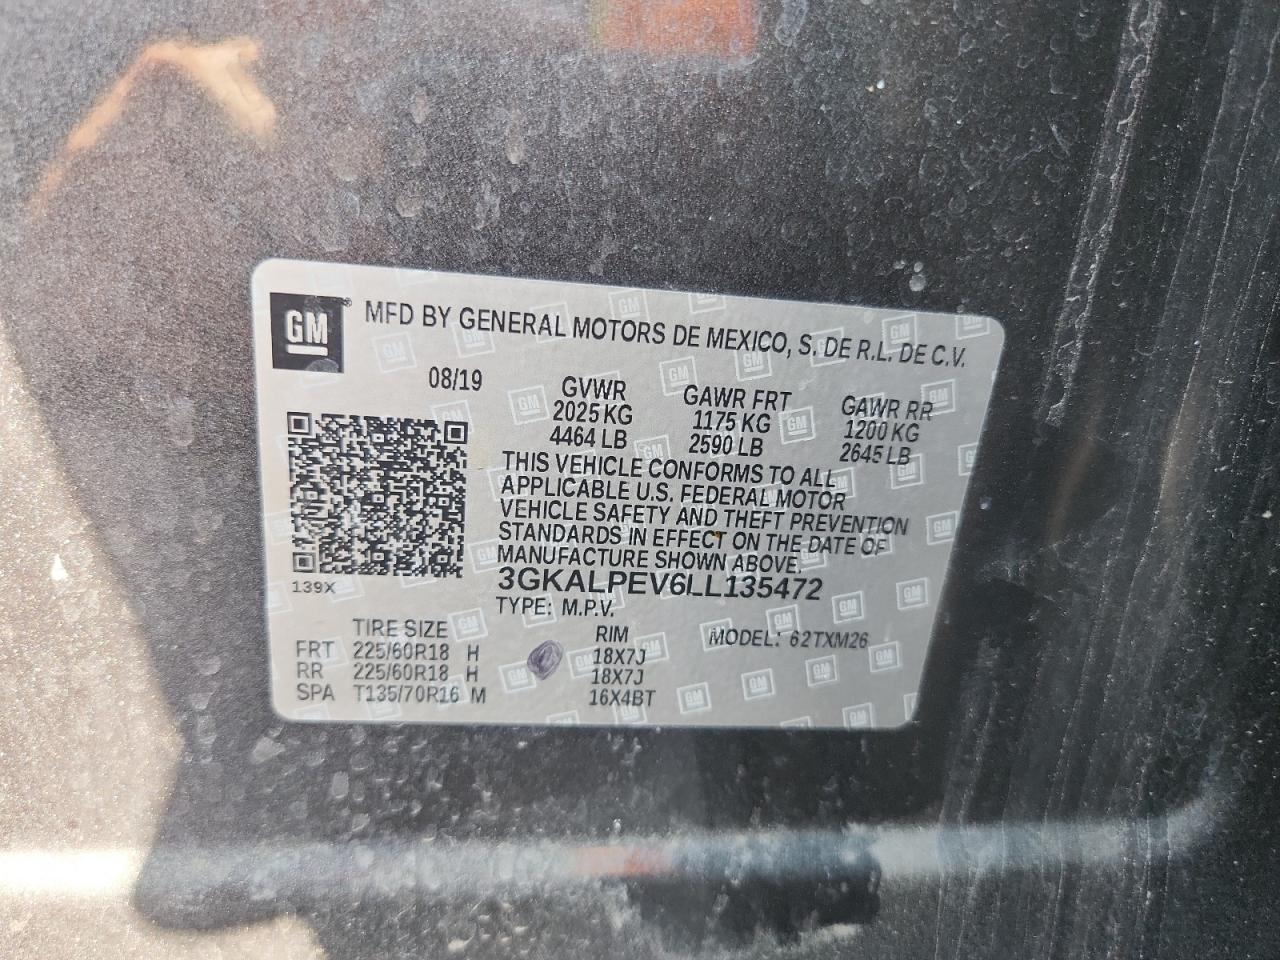 GM
MFD BY GENERAL MOTORS DE MEXICO, S. DE R.L. DE C.V.
08/19
GVWR GAWR FRT GAWR RR
2025 KG 1175 KG 1200 KG
4464 LB 2590 LB 2645 LB
THIS VEHICLE CONFORMS TO ALL
APPLICABLE U.S. FEDERAL MOTOR
VEHICLE SAFETY AND THEFT PREVENTION
STANDARDS IN EFFECT ON THE DATE OF
MANUFACTURE SHOWN ABOVE.
139X
3GKALPEV6LL135472
TYPE: M.P.V.
TIRE SIZE RIM MODEL: 62TXM26
FRT 225/60R18 H 18X7J
RR 225/60R18 H 18X7J
SPA T135/70R16 M 16X4BT